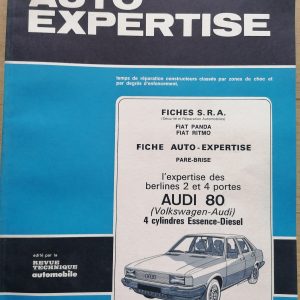 AUTO
EXPERTISE
temps de réparation constructeurs classés par zones de choc et
par degrés d'enfoncement.
FICHES S.R.A.
(Sécurité et Réparation Automobiles)
FIAT PANDA
FIAT RITMO
FICHE AUTO-EXPERTISE
PARE-BRISE
l'expertise des
berlines 2 et 4 portes
AUDI 80
(Volkswagen-Audi)
4 cylindres Essence-Diesel
édité par la
REVUE
TECHNIQUE
automobile